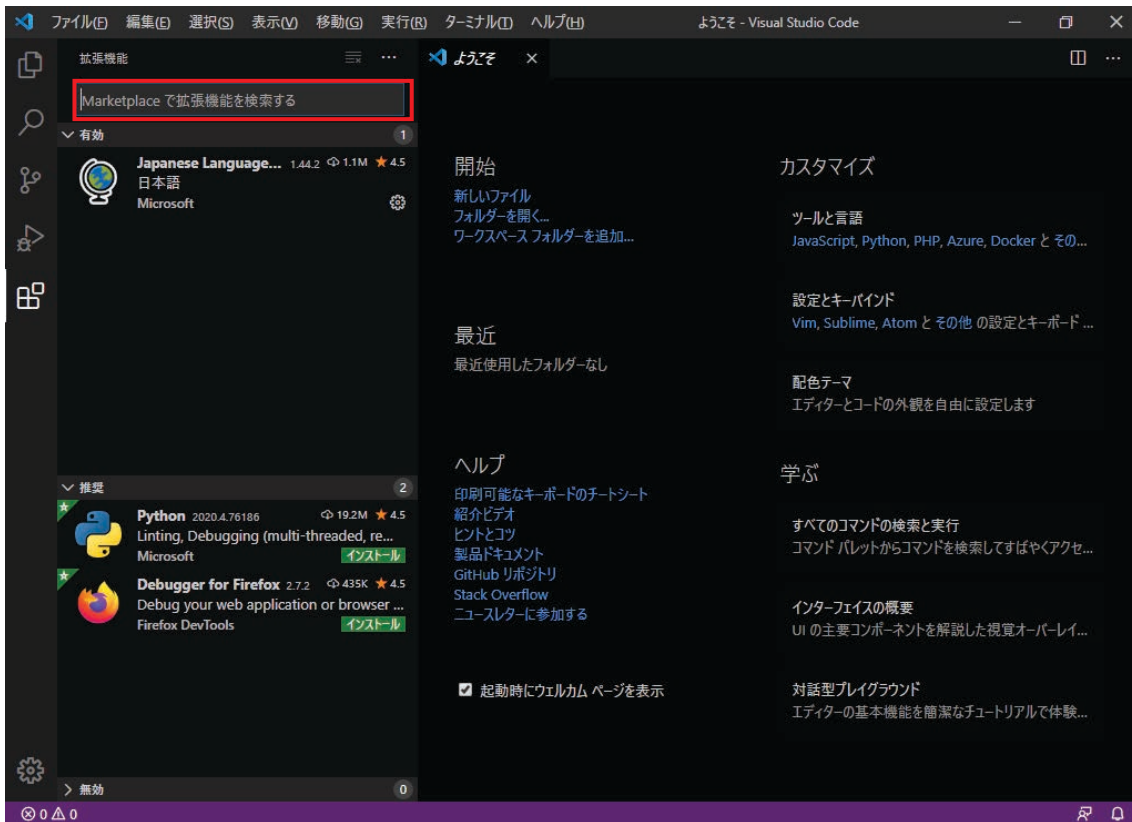 ファイル(F) 編集(E) 選択(S) 表示(V) 移動(G) 実行(R) ターミナル(T) ヘルプ(H) ようこそ - Visual Studio Code
拡張機能
Marketplace で拡張機能を検索する
有効 1
Japanese Language... 1.44.2 1.1M ★ 4.5
日本語
Microsoft
推奨 2
Python 2020.4.76186 19.2M ★ 4.5
Linting, Debugging (multi-threaded, re...
Microsoft インストール
Debugger for Firefox 2.7.2 435K ★ 4.5
Debug your web application or browser ...
Firefox DevTools インストール
無効 0
ようこそ
開始
新しいファイル
フォルダーを開く...
ワークスペース フォルダーを追加...
最近
最近使用したフォルダーなし
ヘルプ
印刷可能なキーボードのチートシート
紹介ビデオ
ヒントとコツ
製品ドキュメント
GitHub リポジトリ
Stack Overflow
ニュースレターに参加する
起動時にウェルカム ページを表示
カスタマイズ
ツールと言語
JavaScript, Python, PHP, Azure, Docker と その...
設定とキーバインド
Vim, Sublime, Atom と その他 の設定とキーボード ...
配色テーマ
エディターとコードの外観を自由に設定します
学ぶ
すべてのコマンドの検索と実行
コマンド パレットからコマンドを検索してすばやくアクセ...
インターフェイスの概要
UI の主要コンポーネントを解説した視覚オーバーレイ...
対話型プレイグラウンド
エディターの基本機能を簡潔なチュートリアルで体験...
0 0